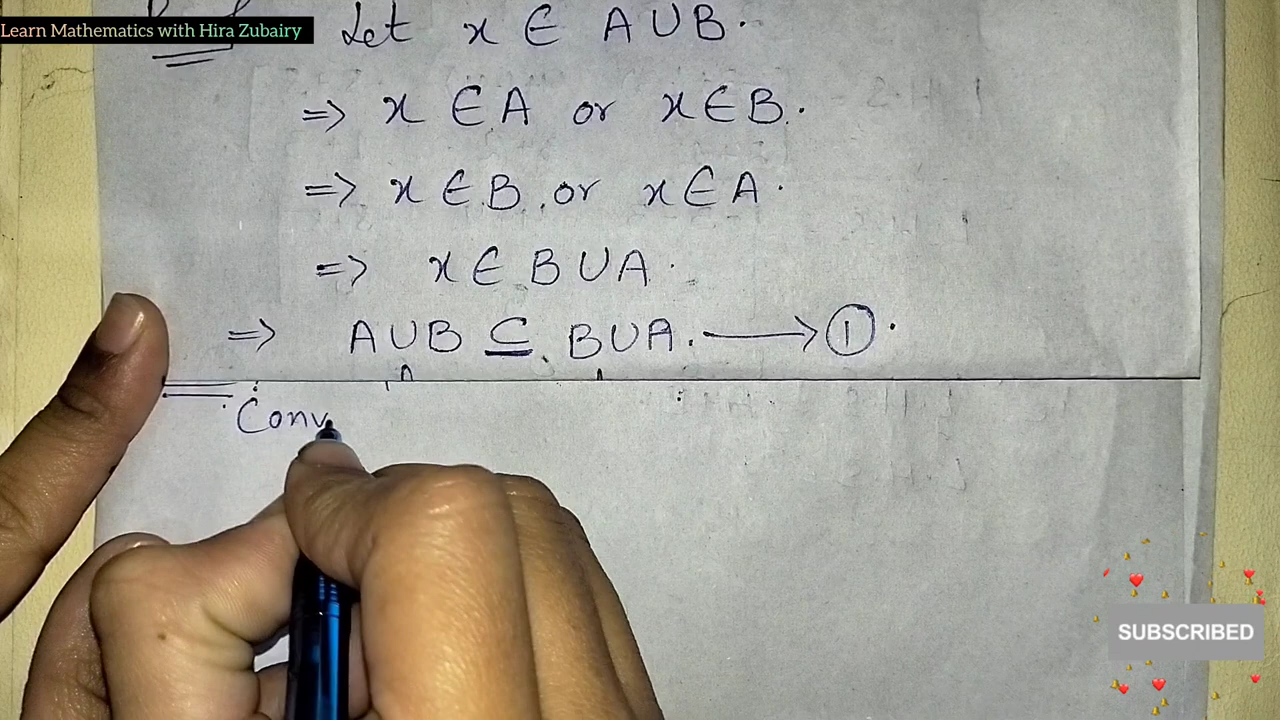 Learn Mathematics with Hira Zubairy
Let x ∈ A ∪ B.
=> x ∈ A or x ∈ B.
=> x ∈ B or x ∈ A.
=> x ∈ B ∪ A.
=> A ∪ B ⊆ B ∪ A. ⟶ ①.
Conv
SUBSCRIBED